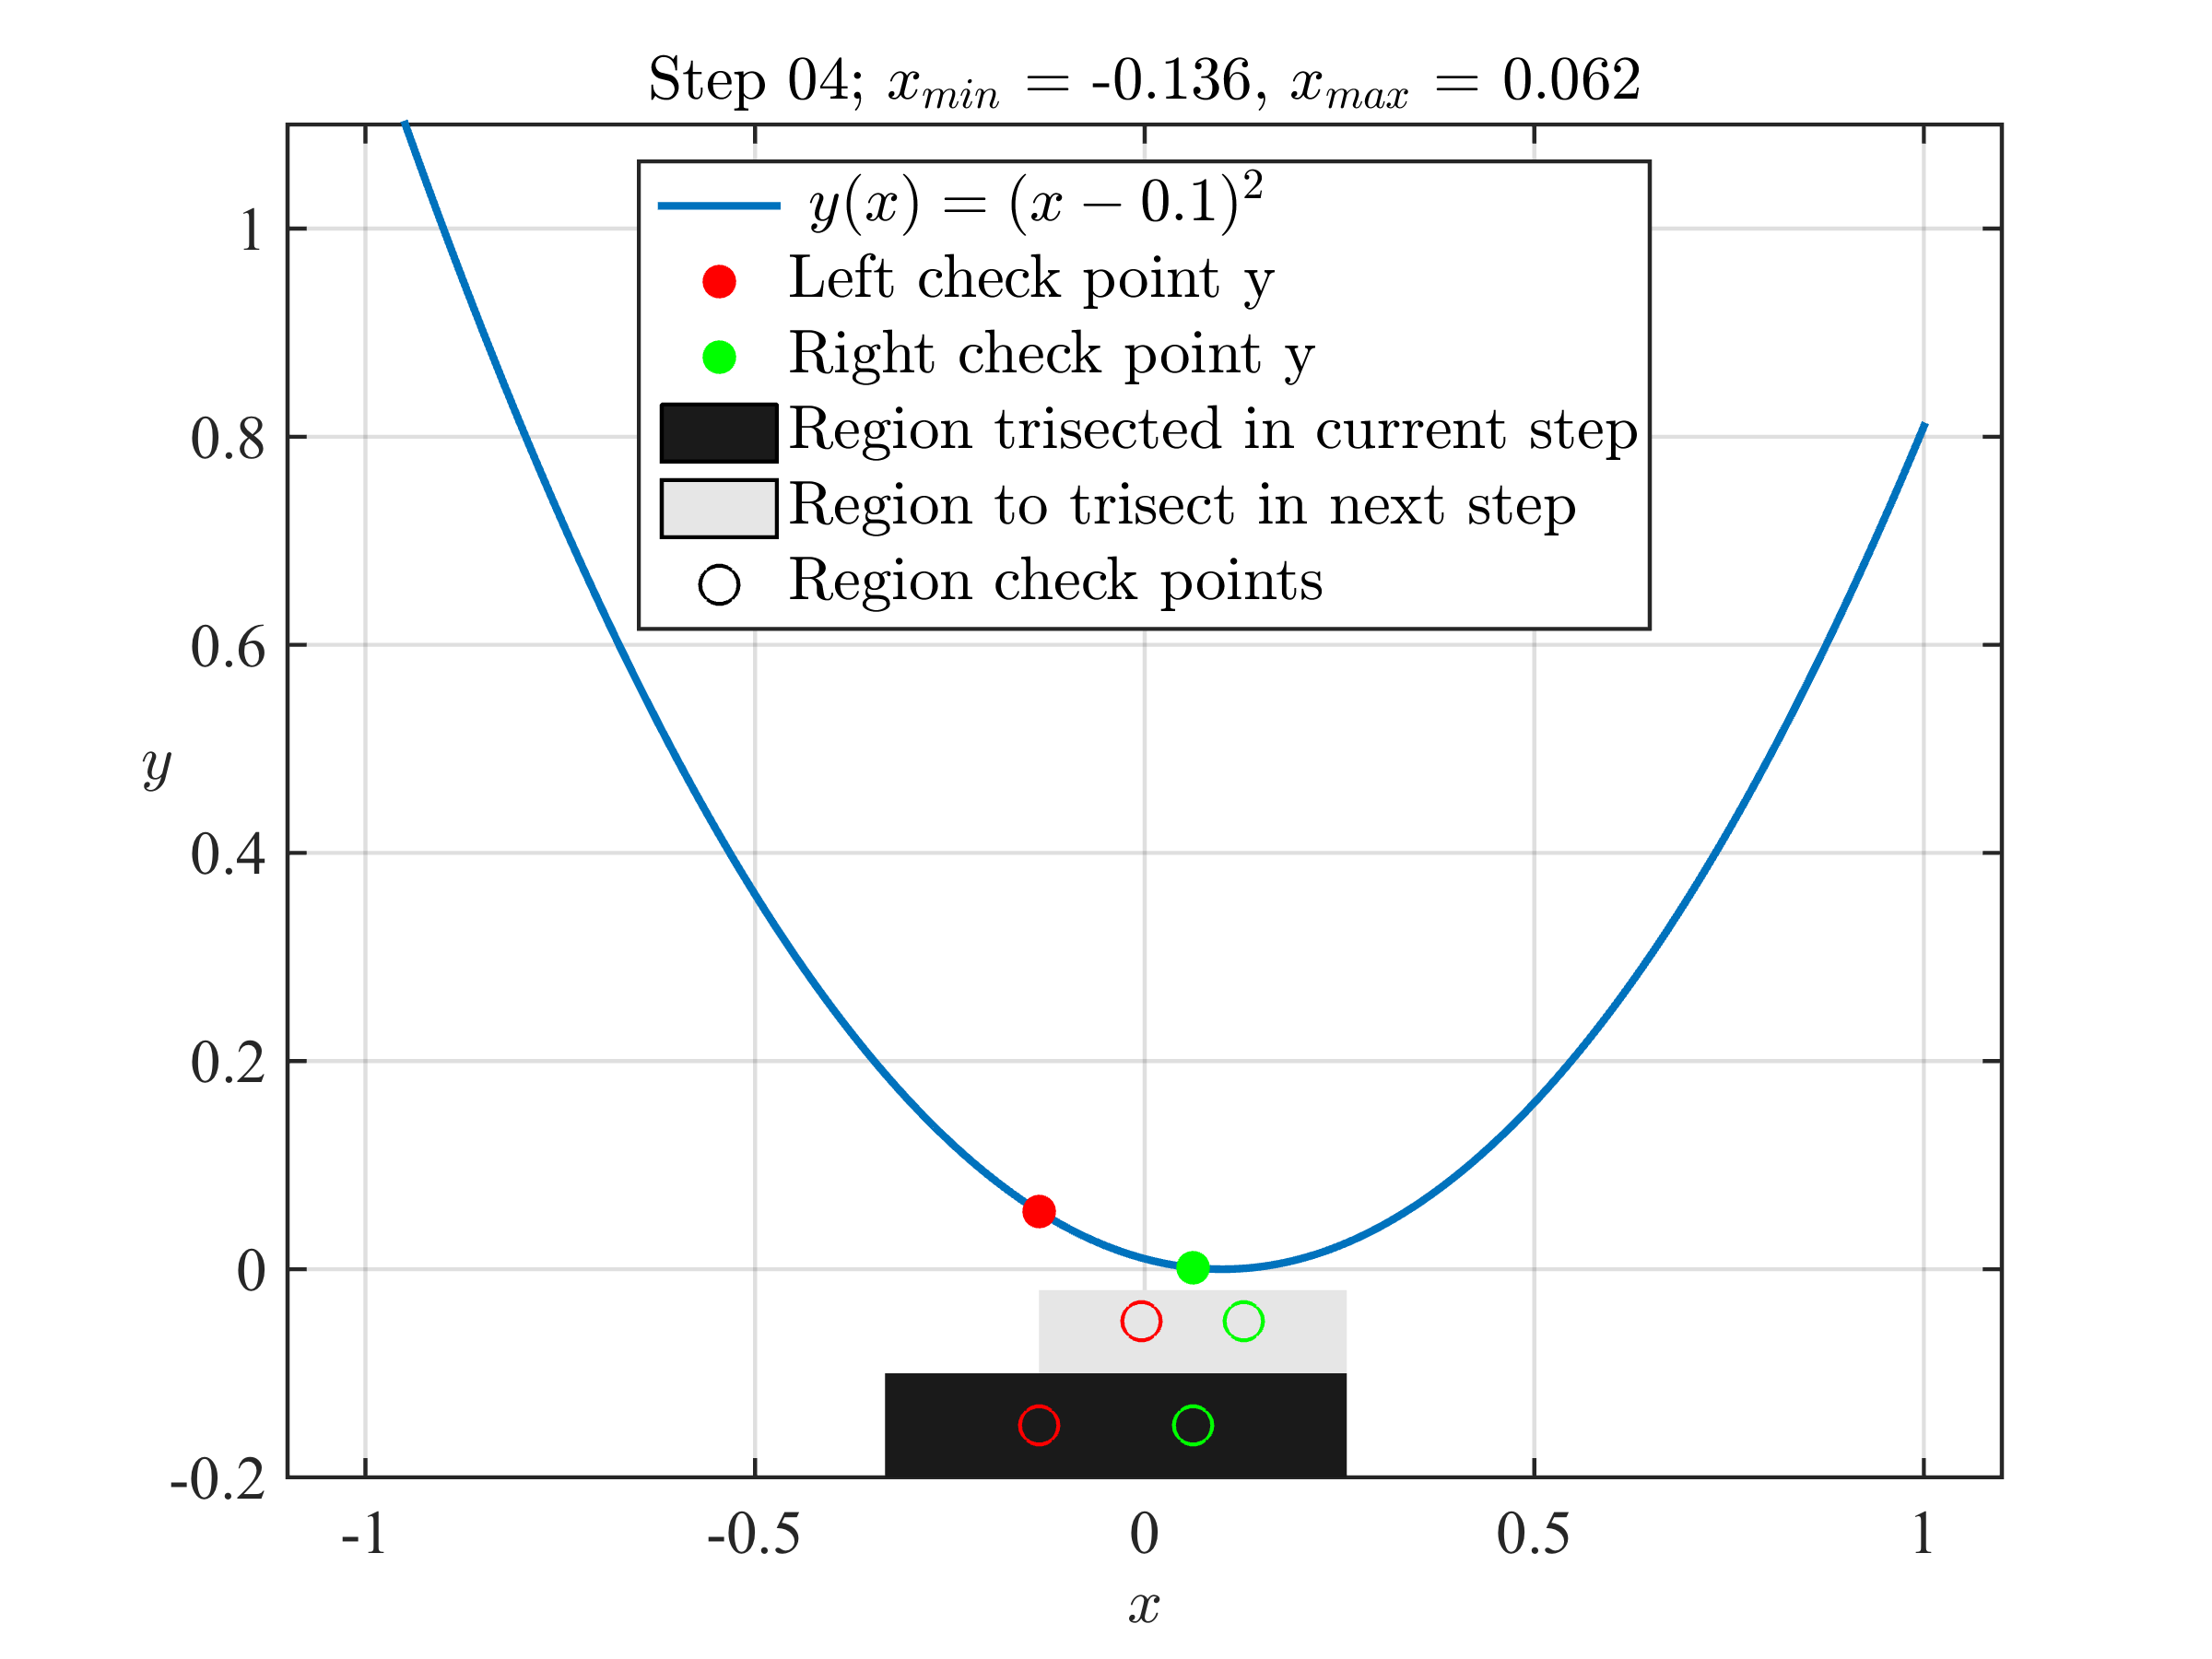 Step 04; x_min = -0.136, x_max = 0.062
y(x) = (x − 0.1)²
Left check point y
Right check point y
Region trisected in current step
Region to trisect in next step
Region check points
1
0.8
0.6
0.4
0.2
0
-0.2
y
-1 -0.5 0 0.5 1
x